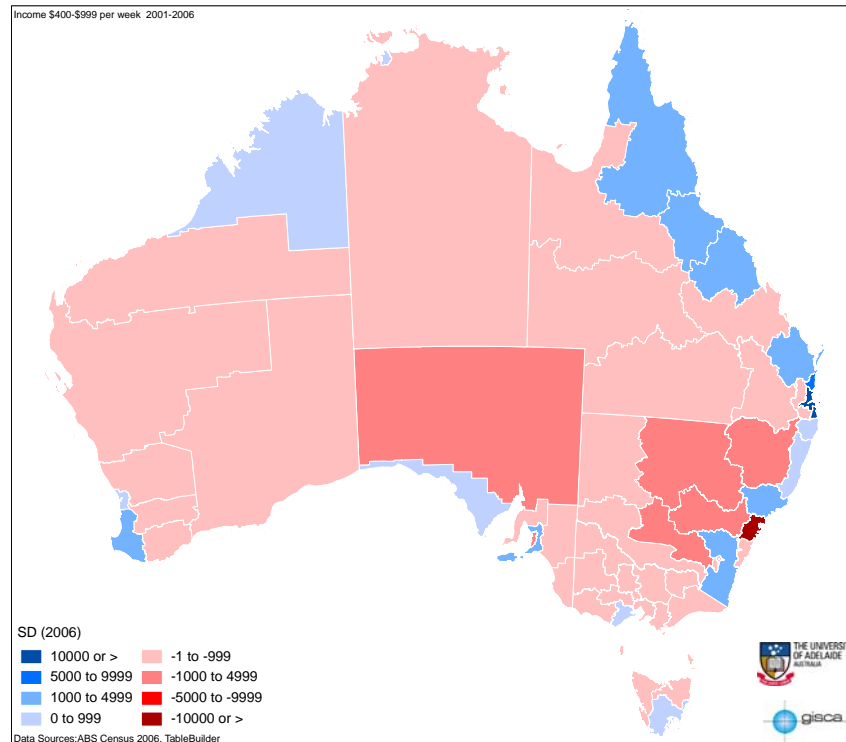 Income $400-$999 per week 2001-2006
SD (2006)
10000 or >
5000 to 9999
1000 to 4999
0 to 999
-1 to -999
-1000 to 4999
-5000 to -9999
-10000 or >
THE UNIVERSI
OF ADELAIDE
AUSTRALIA
gisca
Data Sources:ABS Census 2006, TableBuilder